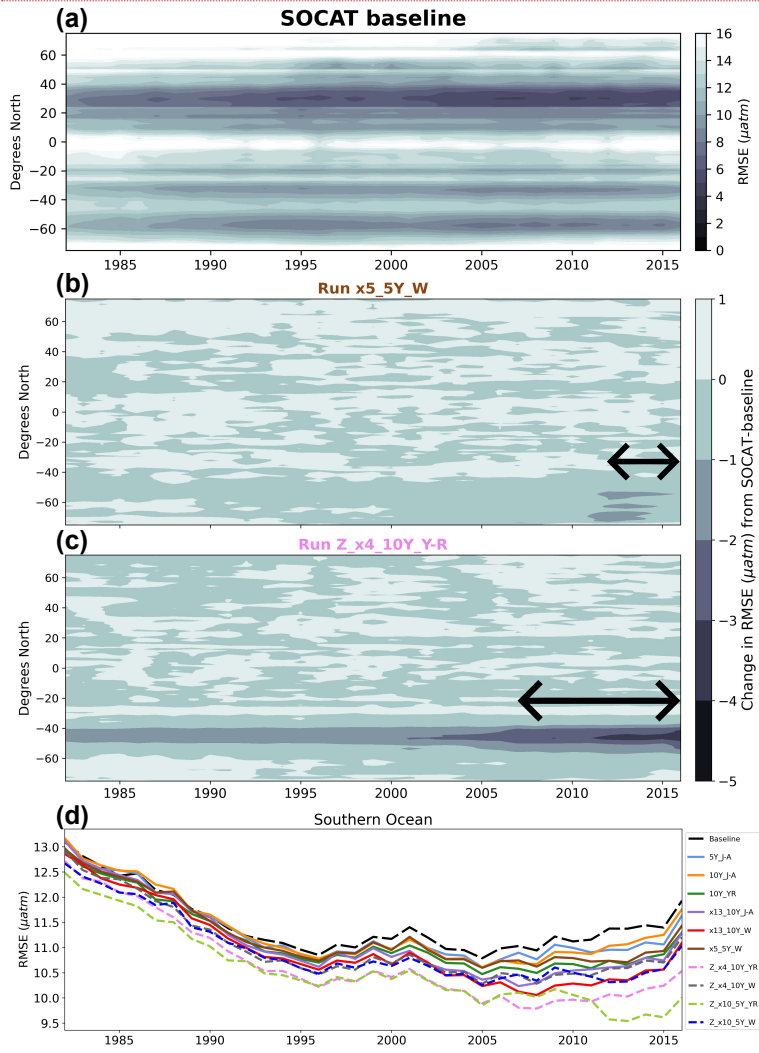 (a)
SOCAT baseline
60
40
20
0
−20
−40
−60
Degrees North
1985 1990 1995 2000 2005 2010 2015
16
14
12
10
8
6
4
2
0
RMSE (μatm)
(b)
Run x5_5Y_W
60
40
20
0
−20
−40
−60
Degrees North
1985 1990 1995 2000 2005 2010 2015
(c)
Run Z_x4_10Y_Y-R
60
40
20
0
−20
−40
−60
Degrees North
1985 1990 1995 2000 2005 2010 2015
1
0
−1
−2
−3
−4
−5
Change in RMSE (μatm) from SOCAT-baseline
(d)
Southern Ocean
13.0
12.5
12.0
11.5
11.0
10.5
10.0
9.5
RMSE (μatm)
1985 1990 1995 2000 2005 2010 2015
Baseline
5Y_J-A
10Y_J-A
10Y_YR
x13_10Y_J-A
x13_10Y_W
x5_5Y_W
Z_x4_10Y_YR
Z_x4_10Y_W
Z_x10_5Y_YR
Z_x10_5Y_W